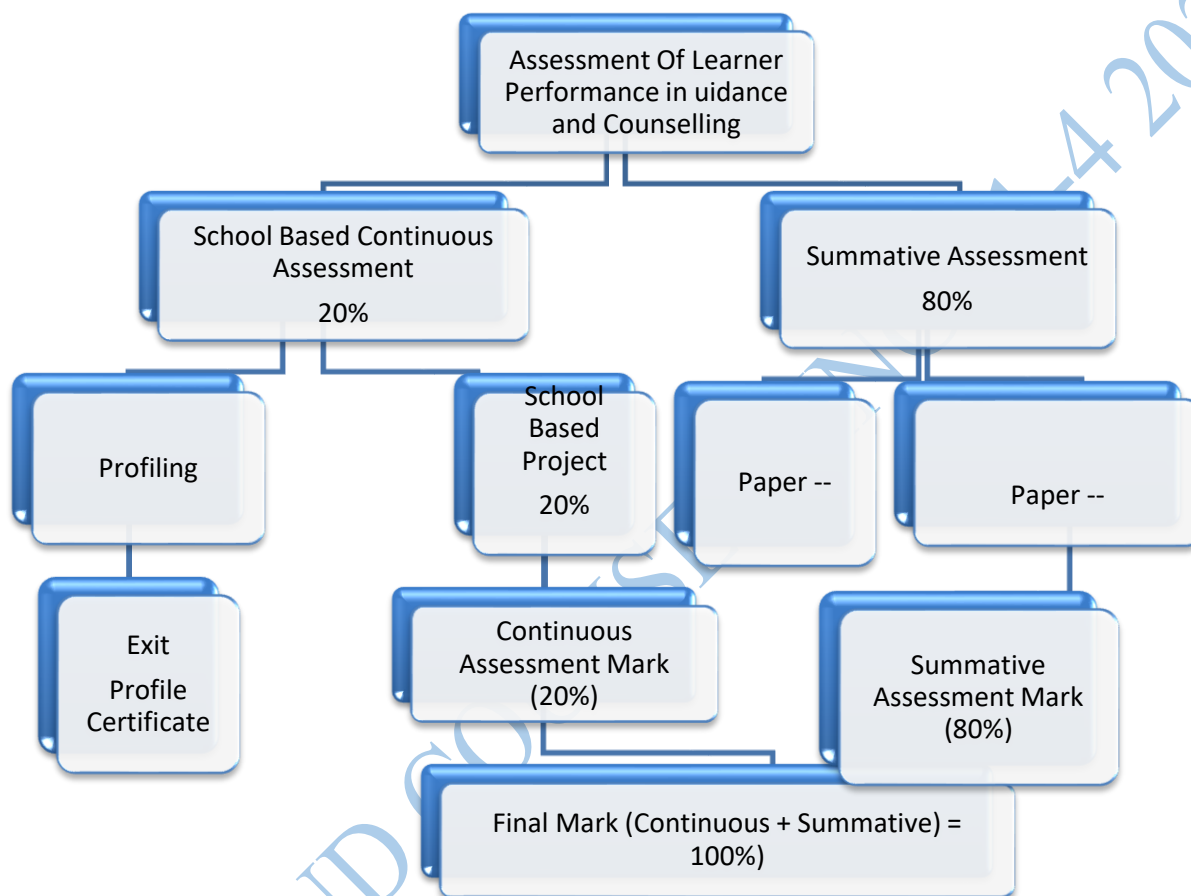 Assessment Of Learner
Performance in uidance
and Counselling
School Based Continuous
Assessment
20%
Summative Assessment
80%
Profiling
School
Based
Project
20%
Paper --
Paper --
Exit
Profile
Certificate
Continuous
Assessment Mark
(20%)
Summative
Assessment Mark
(80%)
Final Mark (Continuous + Summative) =
100%)